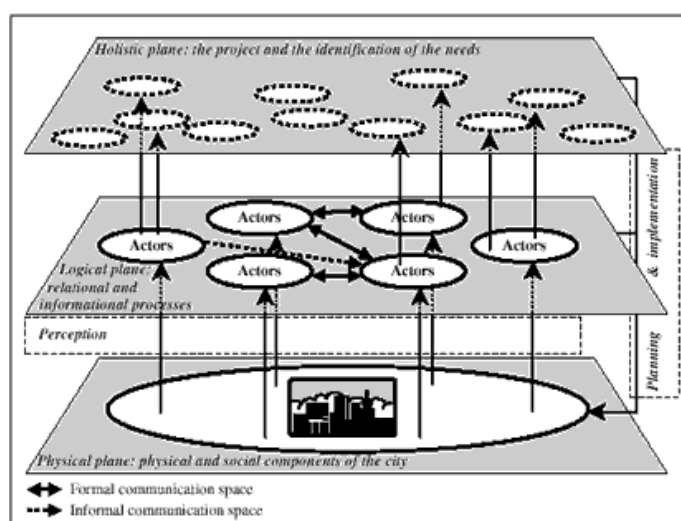 Holistic plane: the project and the identification of the needs
Actors
Actors
Actors
Actors
Actors
Actors
Logical plane:
relational and
informational processes
Perception
Planning
& implementation
Physical plane: physical and social components of the city
Formal communication space
Informal communication space